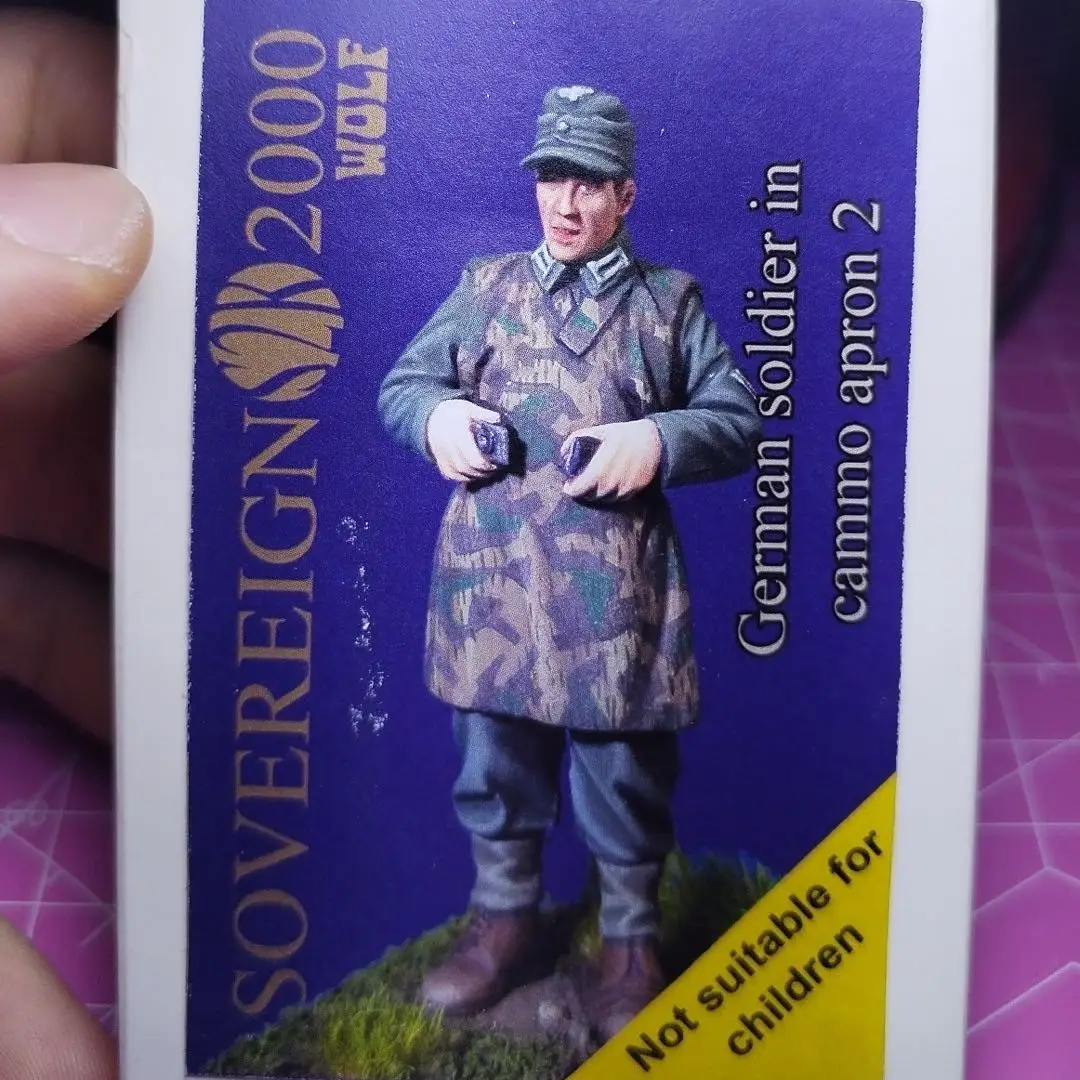 SOVEREIGN 2000
WOLF
German soldier in
cammo apron 2
Not suitable for
children